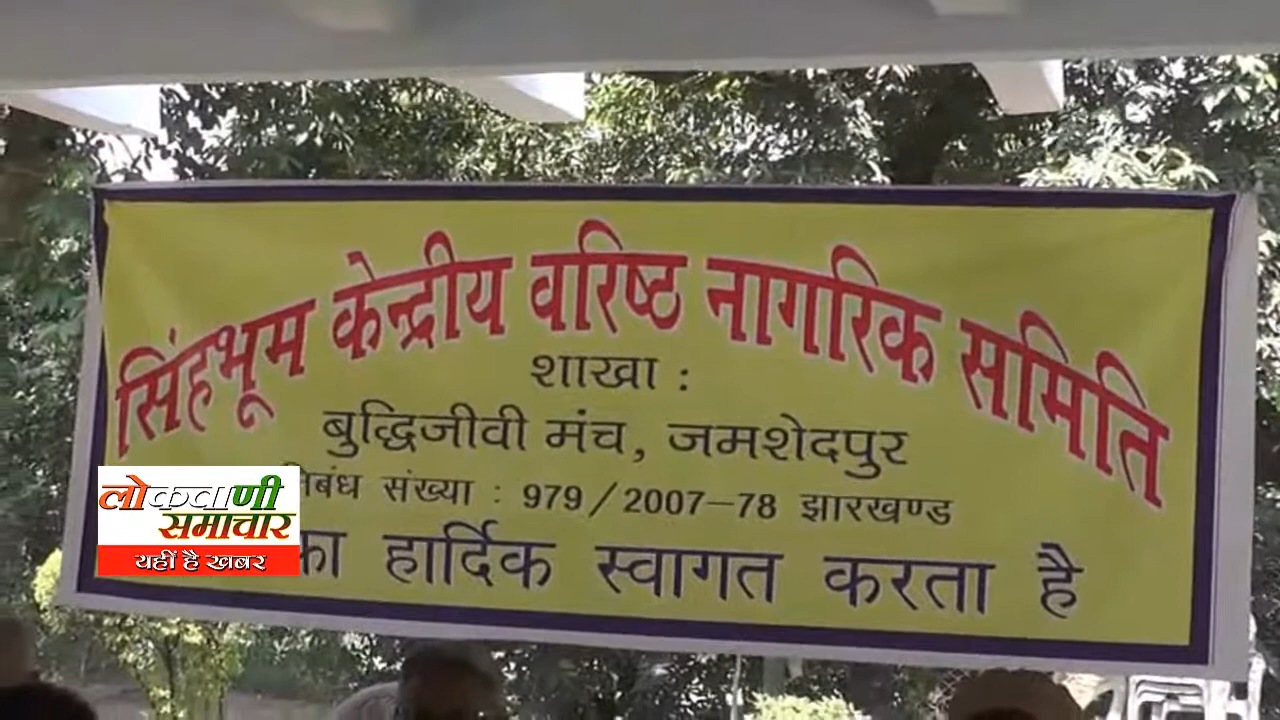 सिंहभूम केन्द्रीय वरिष्ठ नागरिक समिति
शाखा :
बुद्धिजीवी मंच, जमशेदपुर
निबंध संख्या : 979/2007-78 झारखण्ड
का हार्दिक स्वागत करता है
लोकवाणी
समाचार
यहीं है खबर